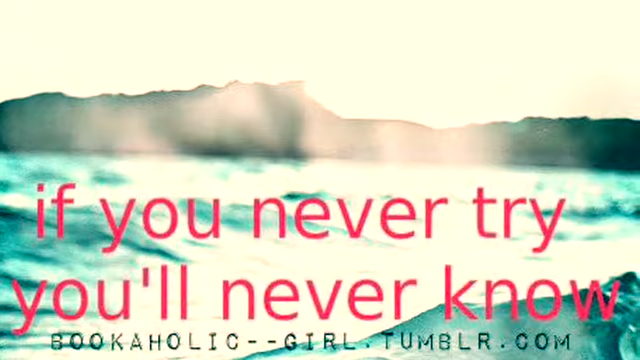 if you never try
you'll never know
BOOKAHOLIC--GIRL.TUMBLR.COM